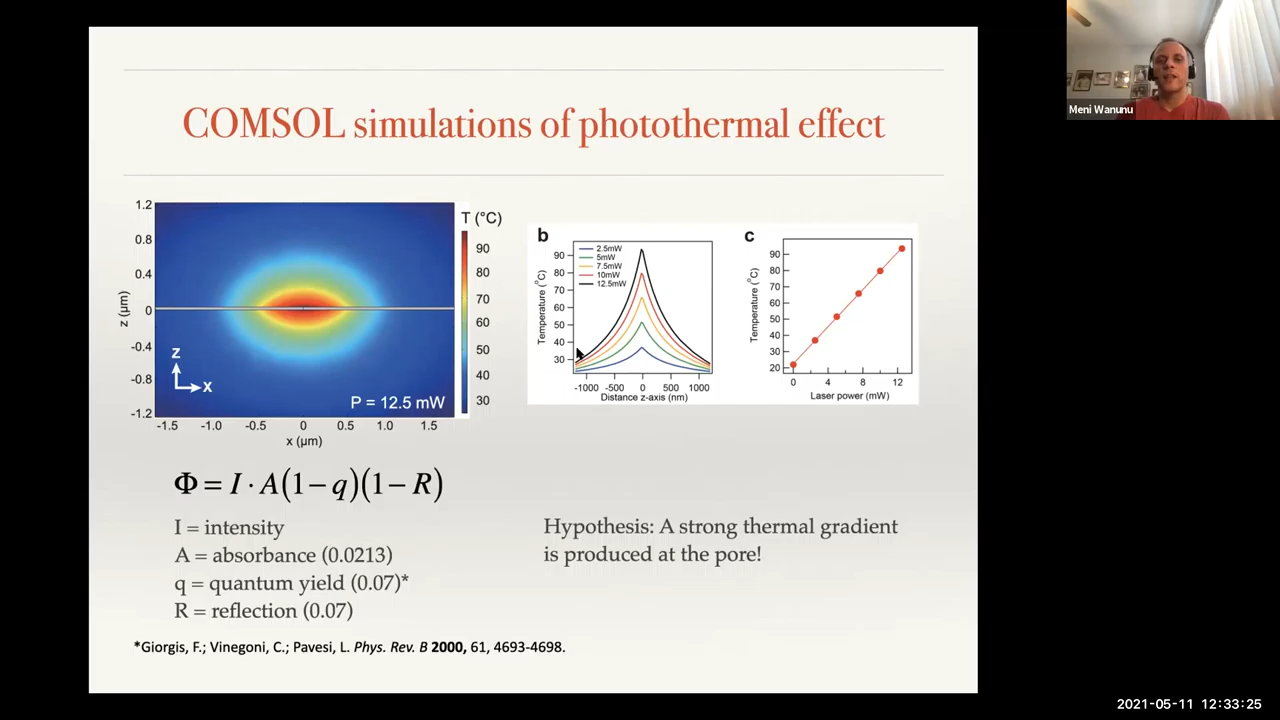 Meni Wanunu
COMSOL simulations of photothermal effect
1.2
0.8
0.4
0
-0.4
-0.8
-1.2
z (µm)
z
x
P = 12.5 mW
-1.5 -1.0 -0.5 0 0.5 1.0 1.5
x (µm)
T (°C)
90
80
70
60
50
40
30
b
2.5mW
5mW
7.5mW
10mW
12.5mW
90
80
70
60
50
40
30
Temperature (°C)
-1000 -500 0 500 1000
Distance z-axis (nm)
c
90
80
70
60
50
40
30
20
Temperature (°C)
0 4 8 12
Laser power (mW)
Φ = I · A(1 − q)(1 − R)
I = intensity
A = absorbance (0.0213)
q = quantum yield (0.07)*
R = reflection (0.07)
Hypothesis: A strong thermal gradient
is produced at the pore!
*Giorgis, F.; Vinegoni, C.; Pavesi, L. Phys. Rev. B 2000, 61, 4693-4698.
2021-05-11 12:33:25